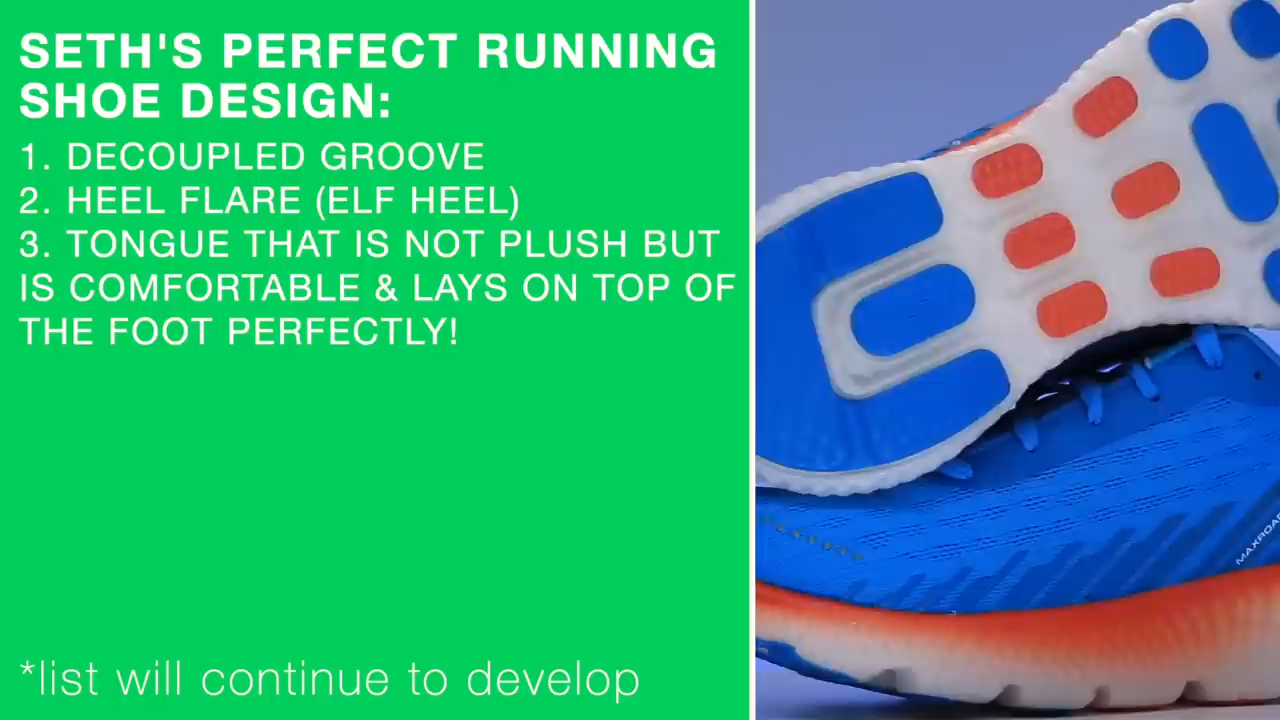 SETH'S PERFECT RUNNING
SHOE DESIGN:
1. DECOUPLED GROOVE
2. HEEL FLARE (ELF HEEL)
3. TONGUE THAT IS NOT PLUSH BUT
IS COMFORTABLE & LAYS ON TOP OF
THE FOOT PERFECTLY!
*list will continue to develop